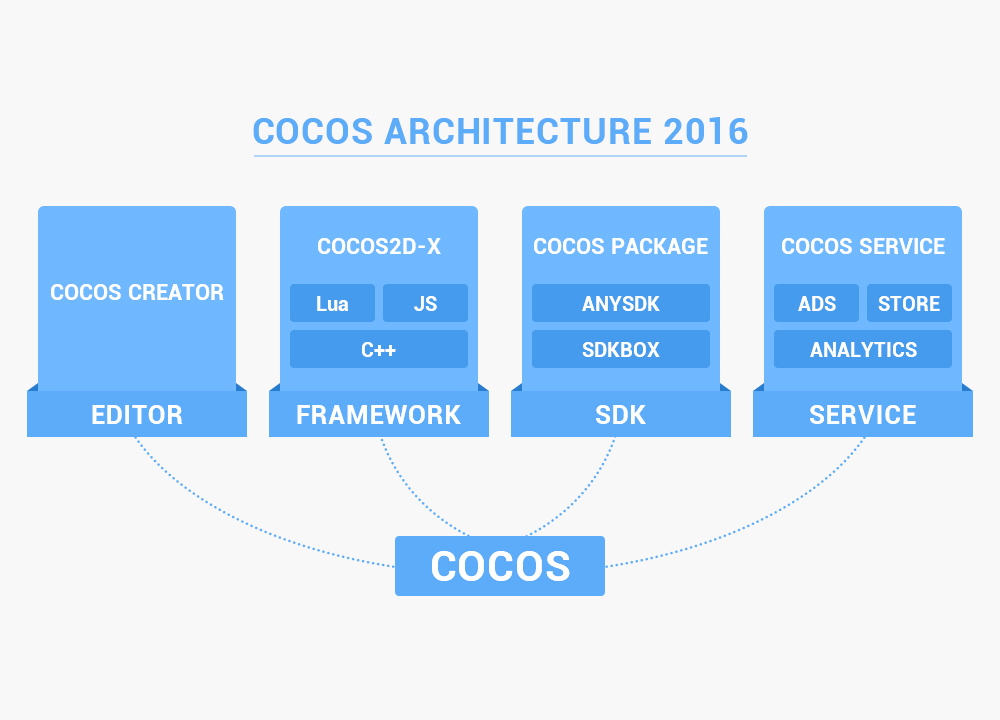 COCOS ARCHITECTURE 2016
COCOS CREATOR
EDITOR
COCOS2D-X
Lua JS
C++
FRAMEWORK
COCOS PACKAGE
ANYSDK
SDKBOX
SDK
COCOS SERVICE
ADS STORE
ANALYTICS
SERVICE
COCOS